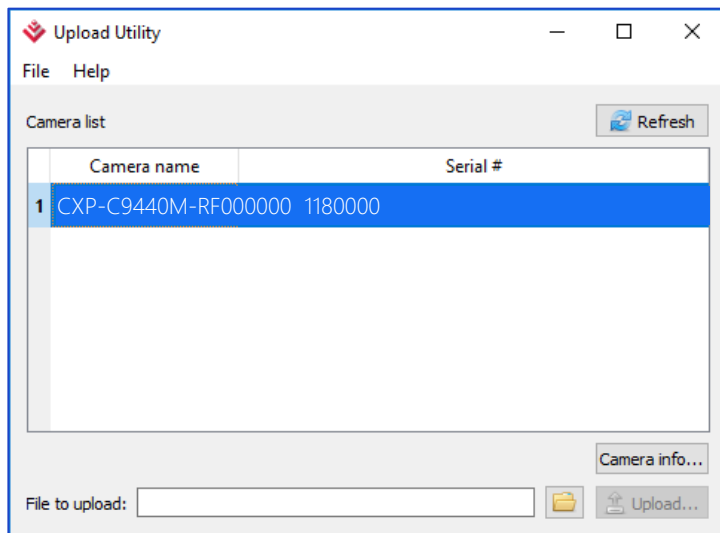 Upload Utility
File Help
Camera list Refresh
Camera name Serial #
1 CXP-C9440M-RF000000 1180000
Camera info...
File to upload: Upload...